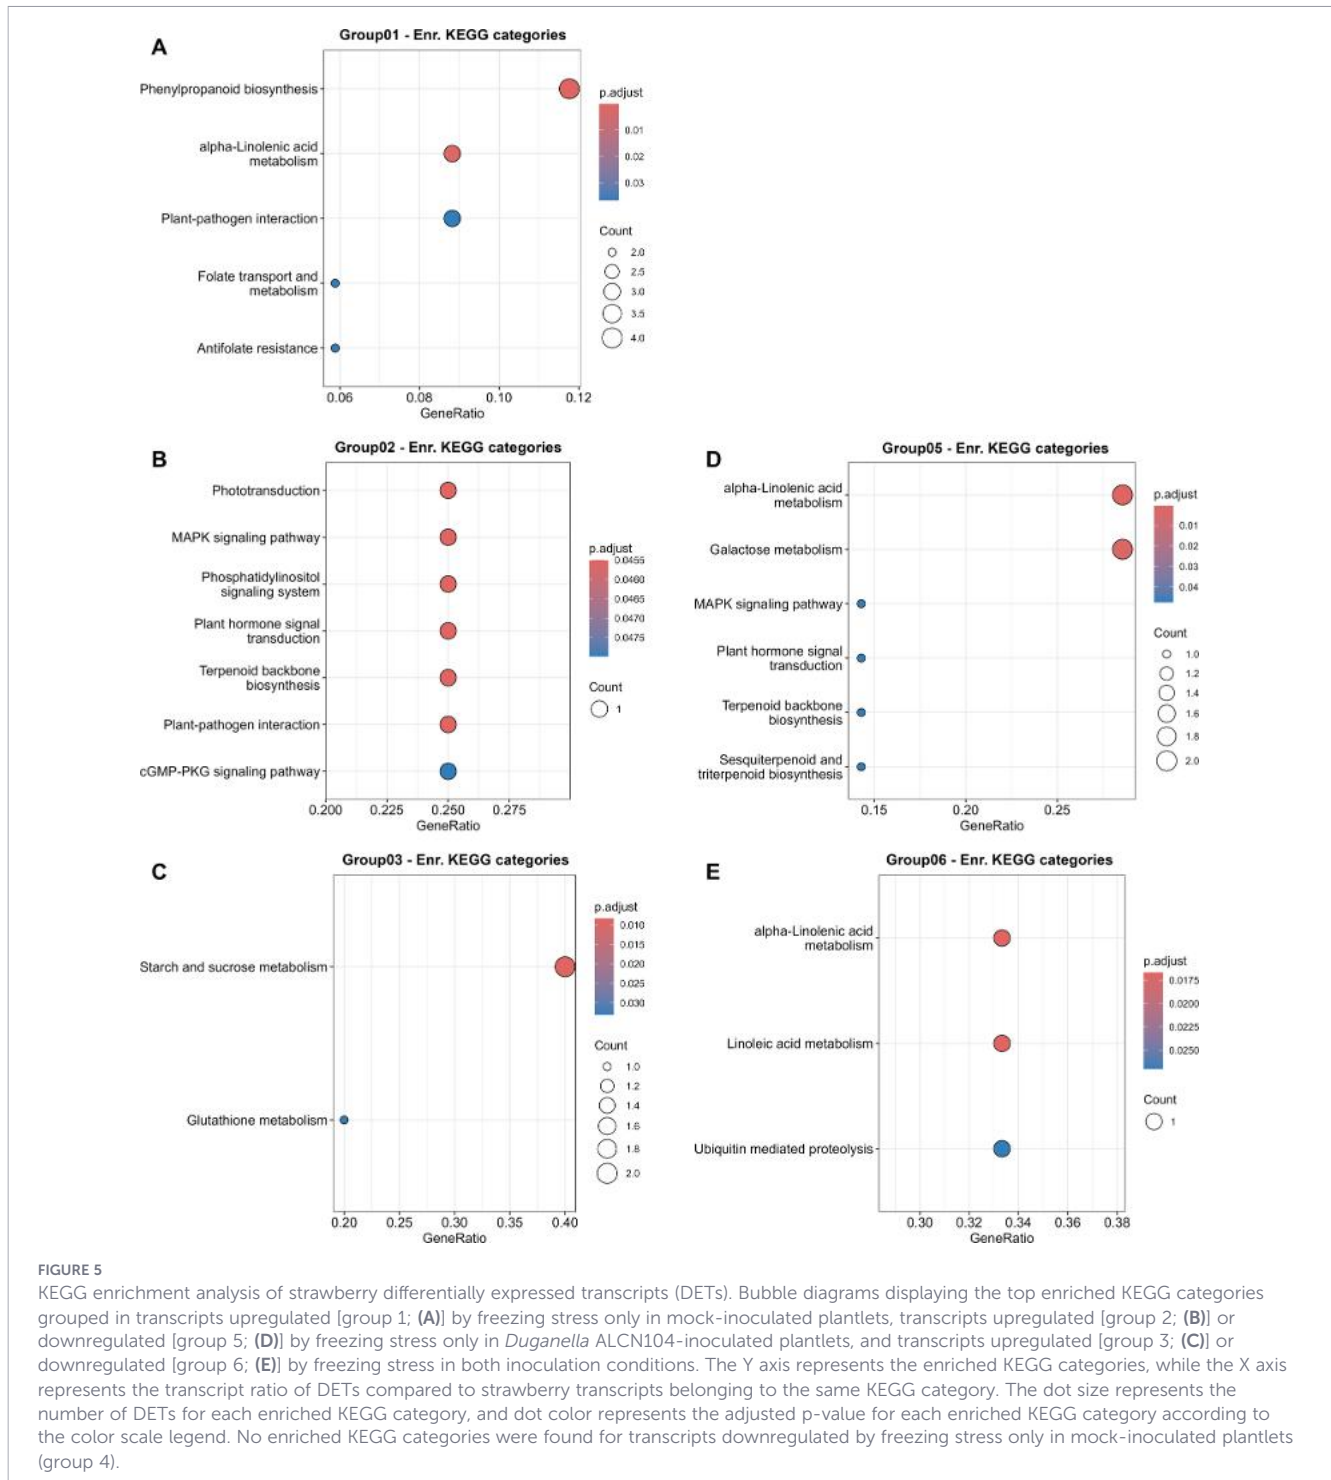 A
Group01 - Enr. KEGG categories
Phenylpropanoid biosynthesis
alpha-Linolenic acid
metabolism
Plant-pathogen interaction
Folate transport and
metabolism
Antifolate resistance
0.06 0.08 0.10 0.12
GeneRatio
p.adjust
0.01
0.02
0.03
Count
2.0
2.5
3.0
3.5
4.0
B
Group02 - Enr. KEGG categories
Phototransduction
MAPK signaling pathway
Phosphatidylinositol
signaling system
Plant hormone signal
transduction
Terpenoid backbone
biosynthesis
Plant-pathogen interaction
cGMP-PKG signaling pathway
0.200 0.225 0.250 0.275
GeneRatio
p.adjust
0.0455
0.0460
0.0465
0.0470
0.0475
Count
1
D
Group05 - Enr. KEGG categories
alpha-Linolenic acid
metabolism
Galactose metabolism
MAPK signaling pathway
Plant hormone signal
transduction
Terpenoid backbone
biosynthesis
Sesquiterpenoid and
triterpenoid biosynthesis
0.15 0.20 0.25
GeneRatio
p.adjust
0.01
0.02
0.03
0.04
Count
1.0
1.2
1.4
1.6
1.8
2.0
C
Group03 - Enr. KEGG categories
Starch and sucrose metabolism
Glutathione metabolism
0.20 0.25 0.30 0.35 0.40
GeneRatio
p.adjust
0.010
0.015
0.020
0.025
0.030
Count
1.0
1.2
1.4
1.6
1.8
2.0
E
Group06 - Enr. KEGG categories
alpha-Linolenic acid
metabolism
Linoleic acid metabolism
Ubiquitin mediated proteolysis
0.30 0.32 0.34 0.36 0.38
GeneRatio
p.adjust
0.0175
0.0200
0.0225
0.0250
Count
1
FIGURE 5
KEGG enrichment analysis of strawberry differentially expressed transcripts (DETs). Bubble diagrams displaying the top enriched KEGG categories
grouped in transcripts upregulated [group 1; (A)] by freezing stress only in mock-inoculated plantlets, transcripts upregulated [group 2; (B)] or
downregulated [group 5; (D)] by freezing stress only in Duganella ALCN104-inoculated plantlets, and transcripts upregulated [group 3; (C)] or
downregulated [group 6; (E)] by freezing stress in both inoculation conditions. The Y axis represents the enriched KEGG categories, while the X axis
represents the transcript ratio of DETs compared to strawberry transcripts belonging to the same KEGG category. The dot size represents the
number of DETs for each enriched KEGG category, and dot color represents the adjusted p-value for each enriched KEGG category according to
the color scale legend. No enriched KEGG categories were found for transcripts downregulated by freezing stress only in mock-inoculated plantlets
(group 4).